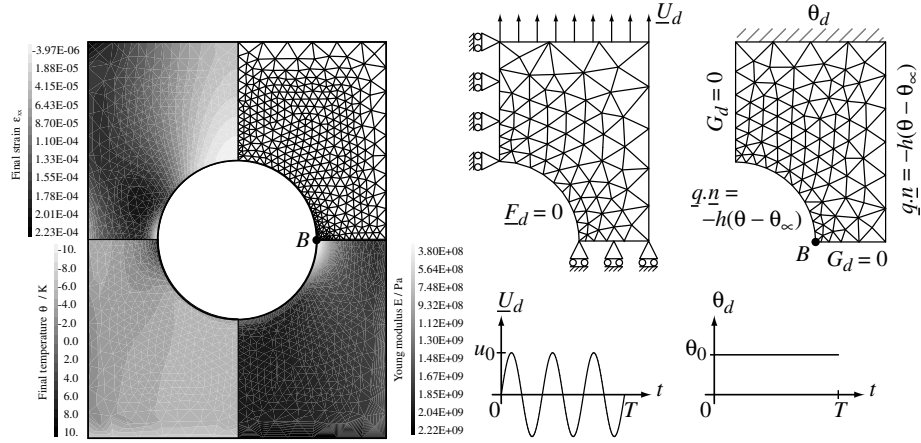 Final strain εxx
-3.97E-06
1.88E-05
4.15E-05
6.43E-05
8.70E-05
1.10E-04
1.33E-04
1.55E-04
1.78E-04
2.01E-04
2.23E-04
Final temperature θ / K
-10.
-8.0
-6.0
-4.0
-2.0
0.0
2.0
4.0
6.0
8.0
10.
B
Young modulus E / Pa
3.80E+08
5.64E+08
7.48E+08
9.32E+08
1.12E+09
1.30E+09
1.48E+09
1.67E+09
1.85E+09
2.04E+09
2.22E+09
U_d
F_d = 0
θ_d
G_d = 0
q.n = −h(θ − θ∞)
q.n =
−h(θ − θ∞)
B
G_d = 0
U_d
u0
0
T
t
θ_d
θ0
0
T
t